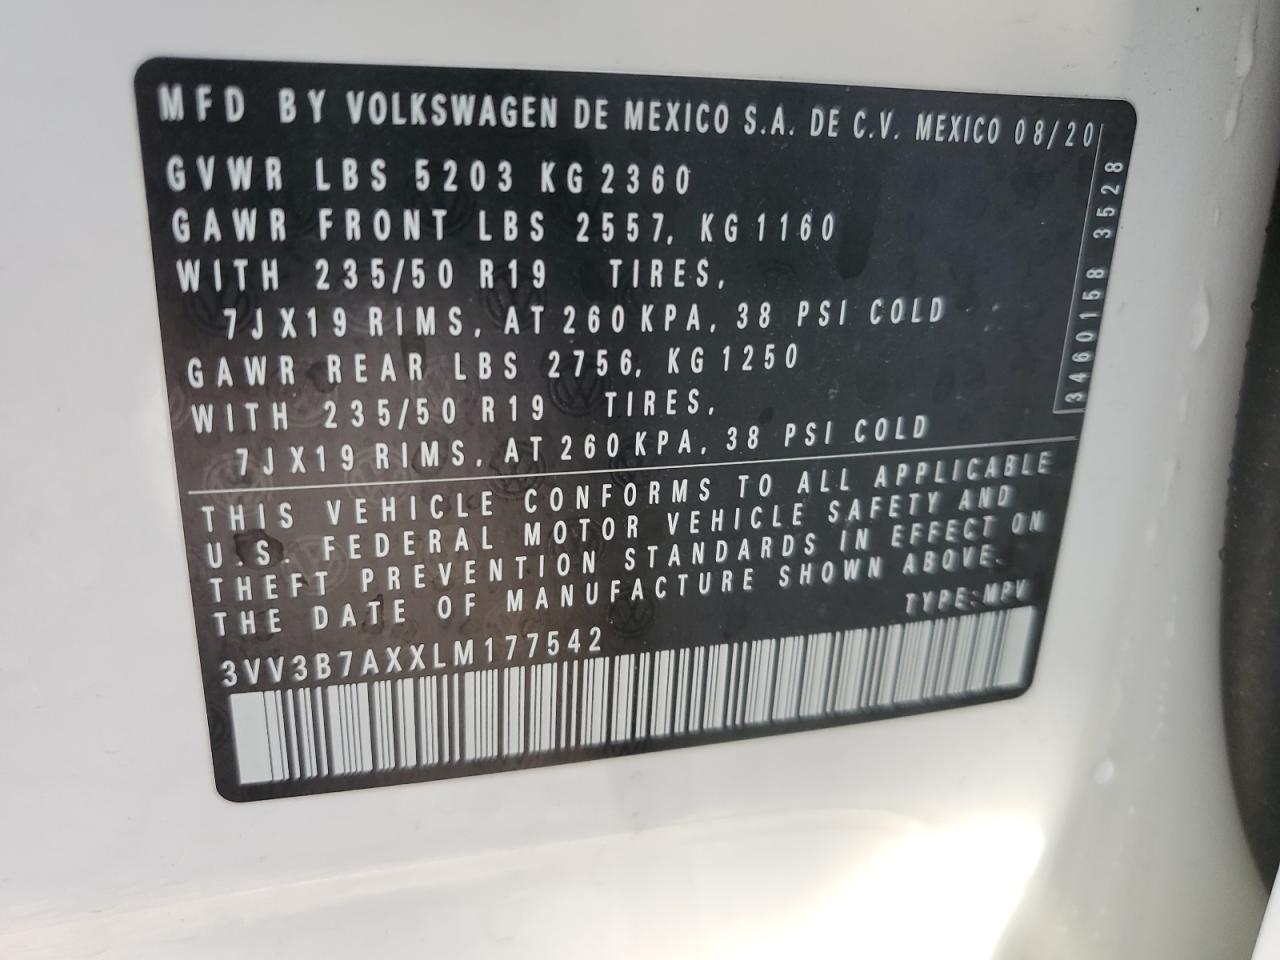 MFD BY VOLKSWAGEN DE MEXICO S.A. DE C.V. MEXICO 08/20
GVWR LBS 5203 KG 2360
GAWR FRONT LBS 2557, KG 1160
WITH 235/50 R19 TIRES,
7JX19 RIMS, AT 260 KPA, 38 PSI COLD
GAWR REAR LBS 2756, KG 1250
WITH 235/50 R19 TIRES,
7JX19 RIMS, AT 260 KPA, 38 PSI COLD
3460158 3528
THIS VEHICLE CONFORMS TO ALL APPLICABLE
U.S. FEDERAL MOTOR VEHICLE SAFETY AND
THEFT PREVENTION STANDARDS IN EFFECT ON
THE DATE OF MANUFACTURE SHOWN ABOVE.
TYPE: MPV
3VV3B7AXXLM177542